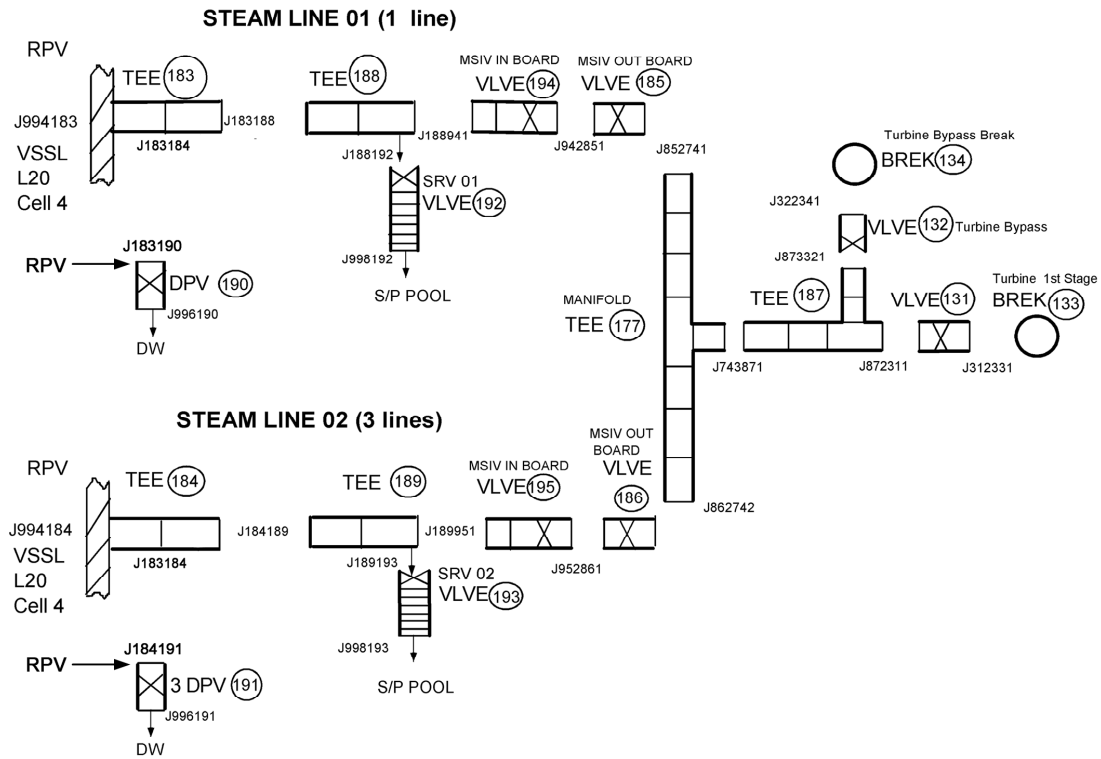 STEAM LINE 01 (1 line)
RPV
TEE 183
TEE 188
MSIV IN BOARD
VLVE 194
MSIV OUT BOARD
VLVE 185
J994183
J183188
J183184
J188941
J942851
J852741
VSSL
L20
Cell 4
J188192
SRV 01
VLVE 192
J998192
S/P POOL
J183190
RPV
DPV 190
J996190
DW
Turbine Bypass Break
BREK 134
J322341
VLVE 132 Turbine Bypass
J873321
TEE 187
VLVE 131
Turbine 1st Stage
BREK 133
MANIFOLD
TEE 177
J743871
J872311
J312331
STEAM LINE 02 (3 lines)
RPV
TEE 184
TEE 189
MSIV IN BOARD
VLVE 195
MSIV OUT
BOARD
VLVE
186
J862742
J994184
J184189
J189951
VSSL
L20
Cell 4
J183184
J189193
J952861
SRV 02
VLVE 193
J998193
S/P POOL
J184191
RPV
3 DPV 191
J996191
DW